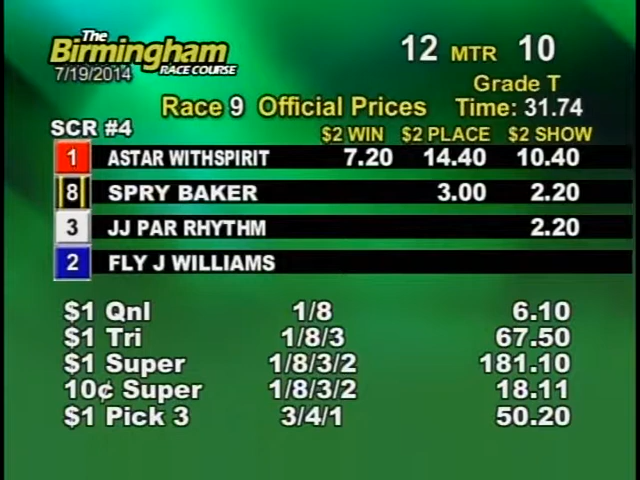 The
Birmingham
RACE COURSE
7/19/2014
12 MTR 10
Grade T
Race 9 Official Prices Time: 31.74
SCR #4
$2 WIN $2 PLACE $2 SHOW
1 ASTAR WITHSPIRIT 7.20 14.40 10.40
8 SPRY BAKER 3.00 2.20
3 JJ PAR RHYTHM 2.20
2 FLY J WILLIAMS
$1 Qnl 1/8 6.10
$1 Tri 1/8/3 67.50
$1 Super 1/8/3/2 181.10
10¢ Super 1/8/3/2 18.11
$1 Pick 3 3/4/1 50.20